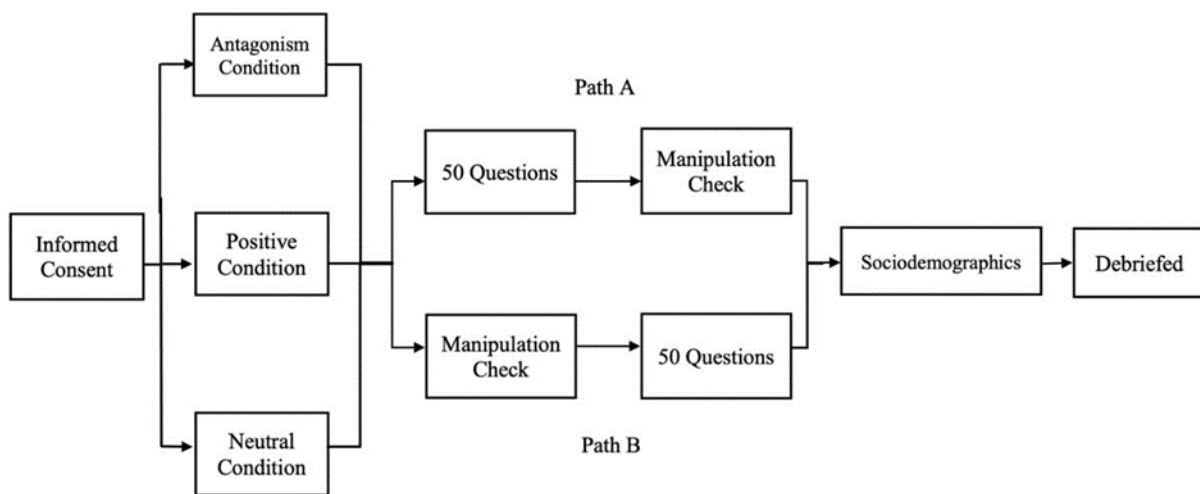 Antagonism
Condition
Path A
50 Questions
Manipulation
Check
Informed
Consent
Positive
Condition
Sociodemographics
Debriefed
Manipulation
Check
50 Questions
Neutral
Condition
Path B